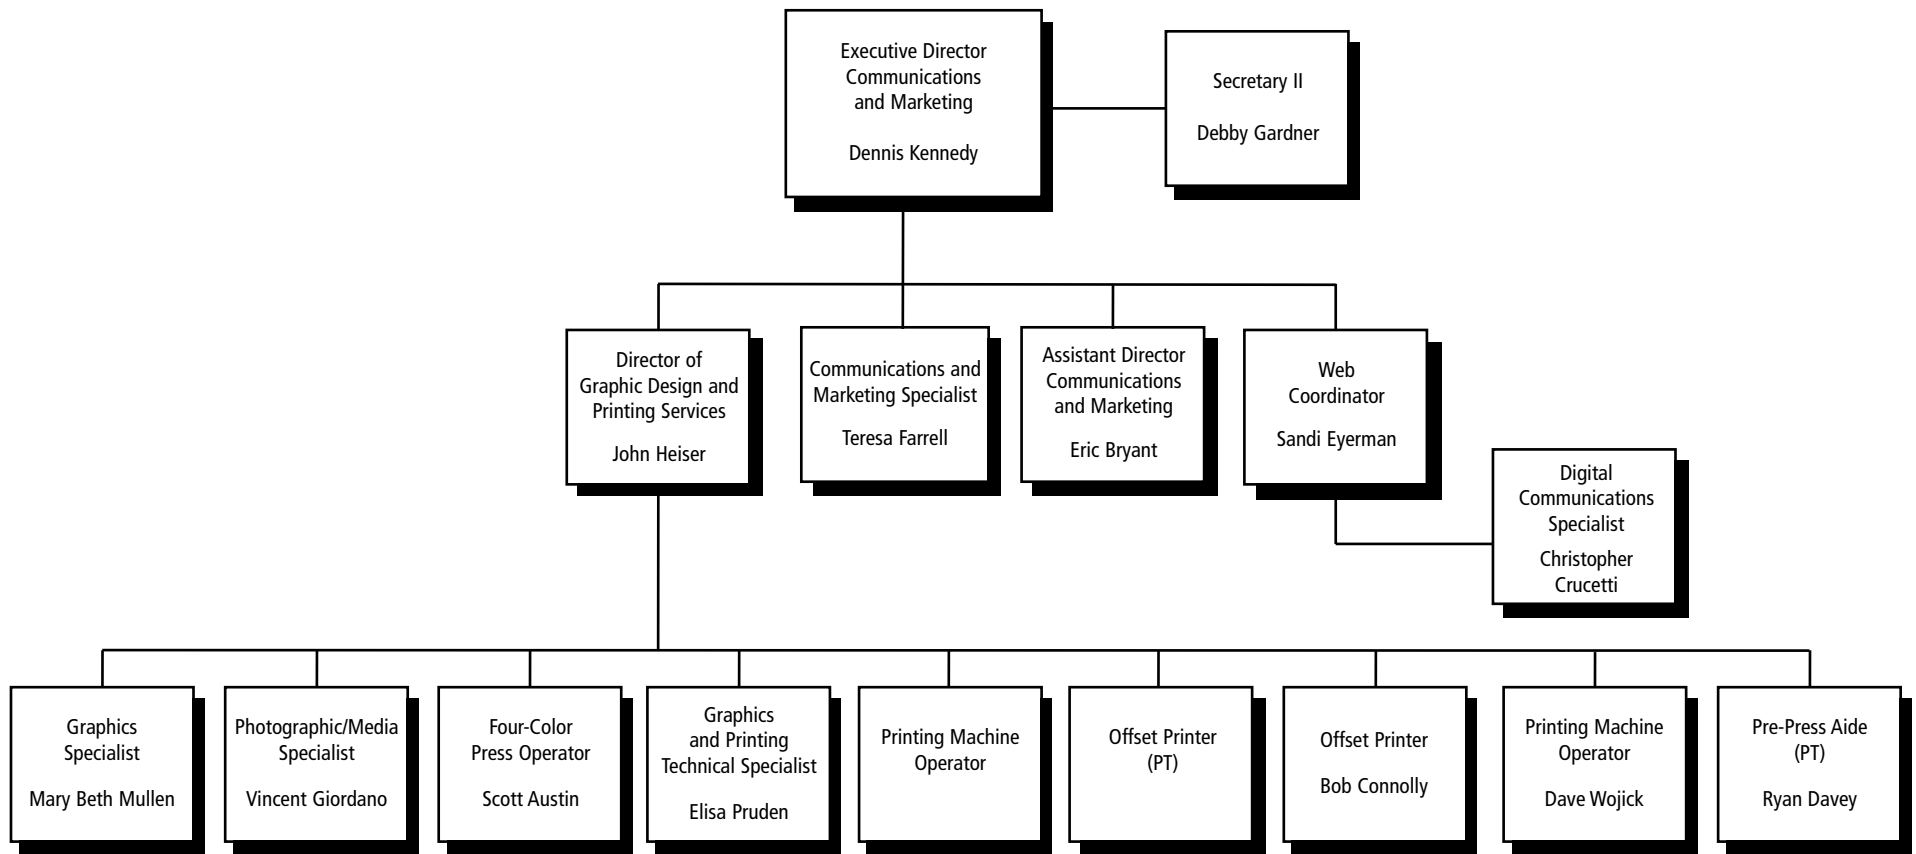 Executive Director
Communications
and Marketing
Dennis Kennedy
Secretary II
Debby Gardner
Director of
Graphic Design and
Printing Services
John Heiser
Communications and
Marketing Specialist
Teresa Farrell
Assistant Director
Communications
and Marketing
Eric Bryant
Web
Coordinator
Sandi Eyerman
Digital
Communications
Specialist
Christopher
Crucetti
Graphics
Specialist
Mary Beth Mullen
Photographic/Media
Specialist
Vincent Giordano
Four-Color
Press Operator
Scott Austin
Graphics
and Printing
Technical Specialist
Elisa Pruden
Printing Machine
Operator
Offset Printer
(PT)
Offset Printer
Bob Connolly
Printing Machine
Operator
Dave Wojick
Pre-Press Aide
(PT)
Ryan Davey